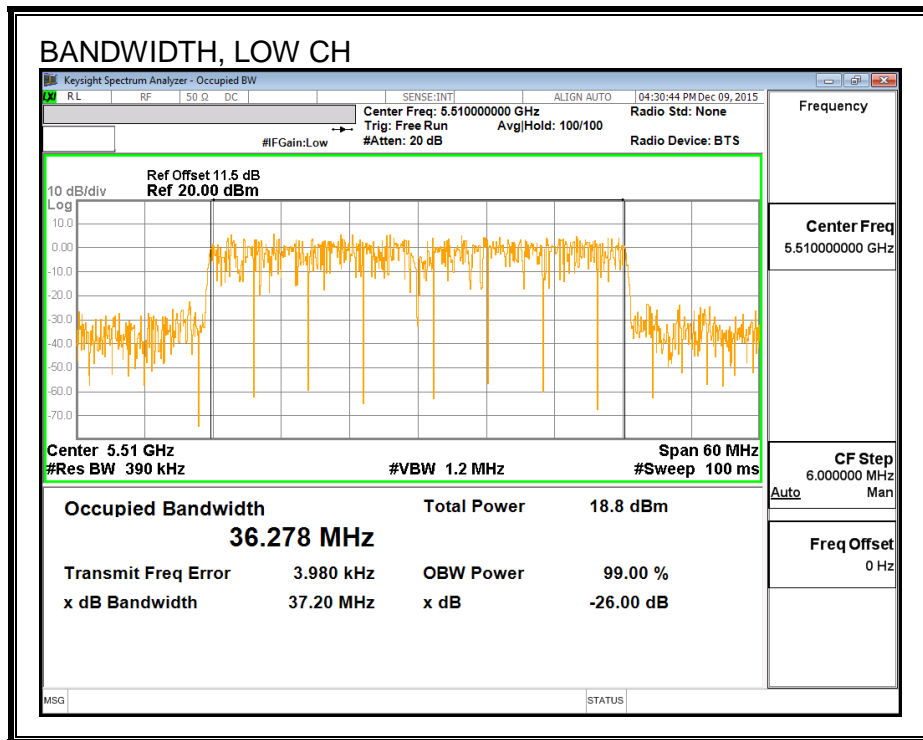 BANDWIDTH, LOW CH
Keysight Spectrum Analyzer - Occupied BW
LXI RL RF 50 Ω DC SENSE:INT ALIGN AUTO 04:30:44 PM Dec 09, 2015
Center Freq: 5.510000000 GHz Radio Std: None
Trig: Free Run Avg|Hold: 100/100
#IFGain:Low #Atten: 20 dB Radio Device: BTS
Frequency
Ref Offset 11.5 dB
10 dB/div Ref 20.00 dBm
Log
10.0
0.00
-10.0
-20.0
-30.0
-40.0
-50.0
-60.0
-70.0
Center 5.51 GHz Span 60 MHz
#Res BW 390 kHz #VBW 1.2 MHz #Sweep 100 ms
Center Freq
5.510000000 GHz
CF Step
6.000000 MHz
Auto Man
Freq Offset
0 Hz
Occupied Bandwidth Total Power 18.8 dBm
36.278 MHz
Transmit Freq Error 3.980 kHz OBW Power 99.00 %
x dB Bandwidth 37.20 MHz x dB -26.00 dB
MSG STATUS